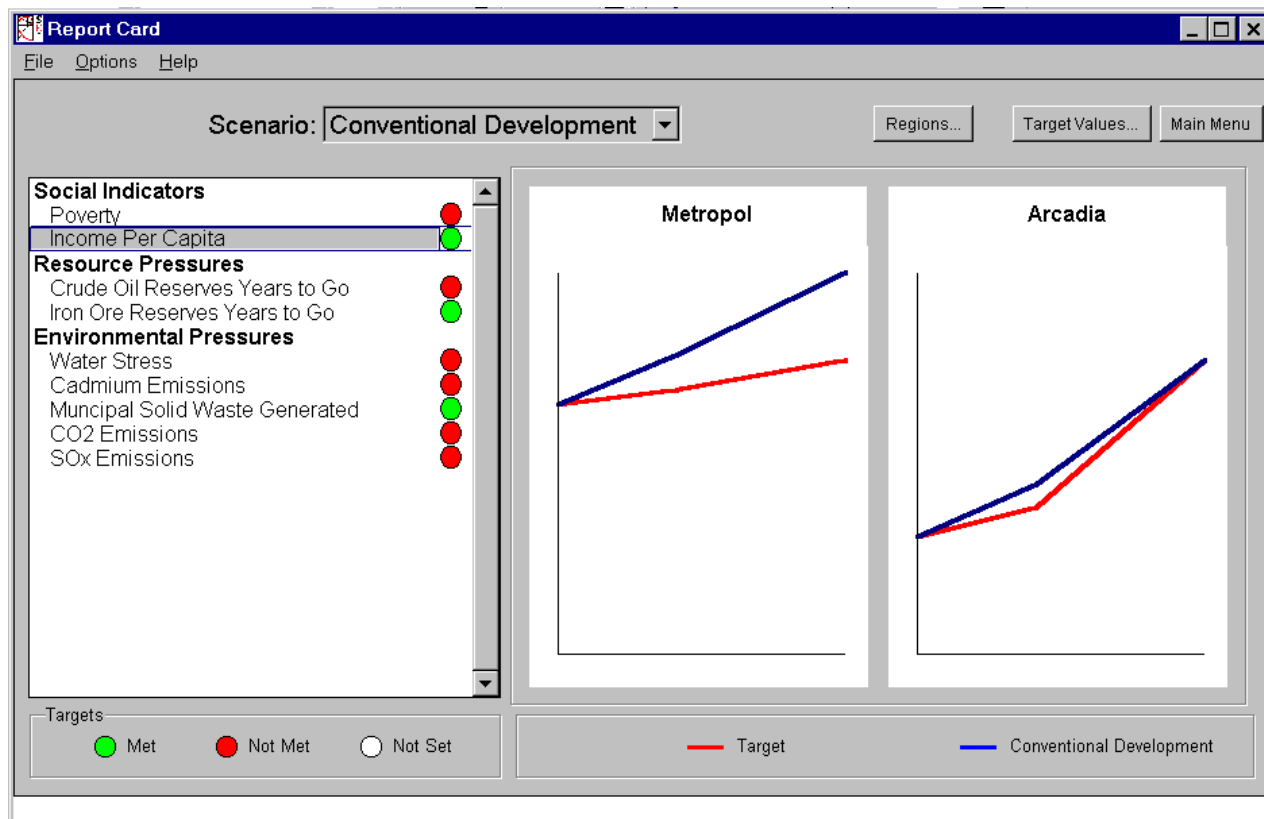 Report Card
File Options Help
Scenario: Conventional Development Regions... Target Values... Main Menu
Social Indicators
Poverty
Income Per Capita
Resource Pressures
Crude Oil Reserves Years to Go
Iron Ore Reserves Years to Go
Environmental Pressures
Water Stress
Cadmium Emissions
Muncipal Solid Waste Generated
CO2 Emissions
SOx Emissions
Metropol Arcadia
Targets
Met Not Met Not Set
Target Conventional Development